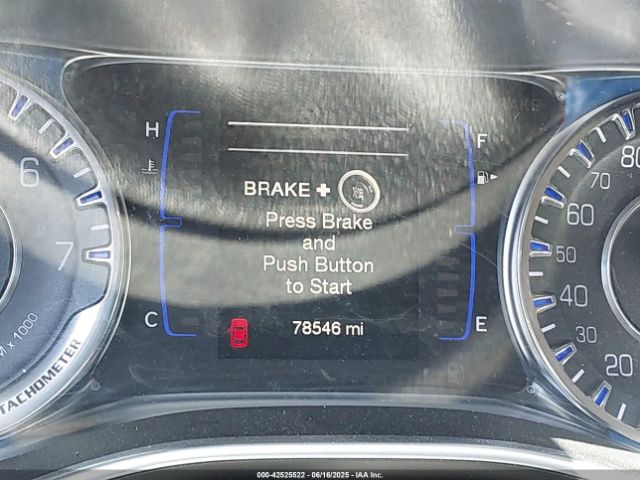 BRAKE
H
F
BRAKE +
Press Brake
and
Push Button
to Start
C
E
78546 mi
6
7
M x 1000
TACHOMETER
80
70
60
50
40
30
20
000-42525522 - 06/16/2025 - IAA Inc.